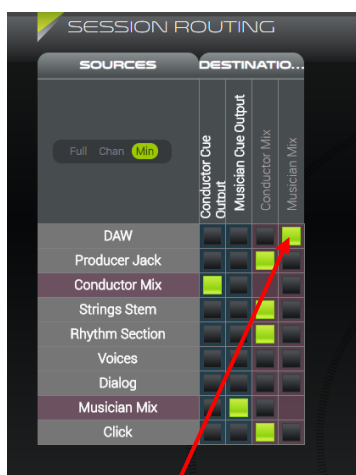 SESSION ROUTING
SOURCES
DESTINATIO...
Full Chan Min
Conductor Cue
Output
Musician Cue Output
Conductor Mix
Musician Mix
DAW
Producer Jack
Conductor Mix
Strings Stem
Rhythm Section
Voices
Dialog
Musician Mix
Click